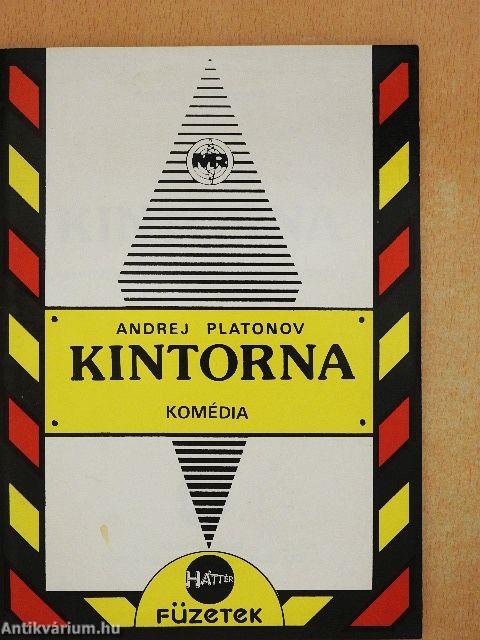 MR
ANDREJ PLATONOV
KINTORNA
KOMÉDIA
HÁTTÉR
FÜZETEK
Antikvárium.hu